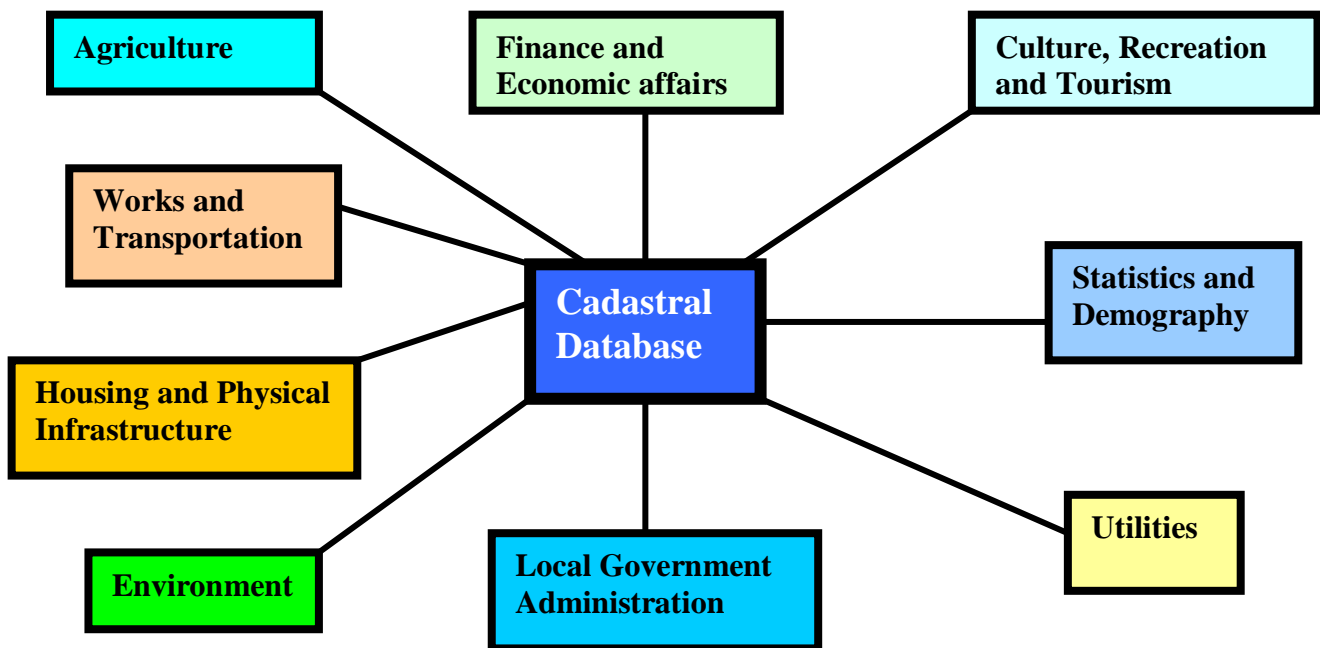 Agriculture
Finance and
Economic affairs
Culture, Recreation
and Tourism
Works and
Transportation
Cadastral
Database
Statistics and
Demography
Housing and Physical
Infrastructure
Environment
Local Government
Administration
Utilities